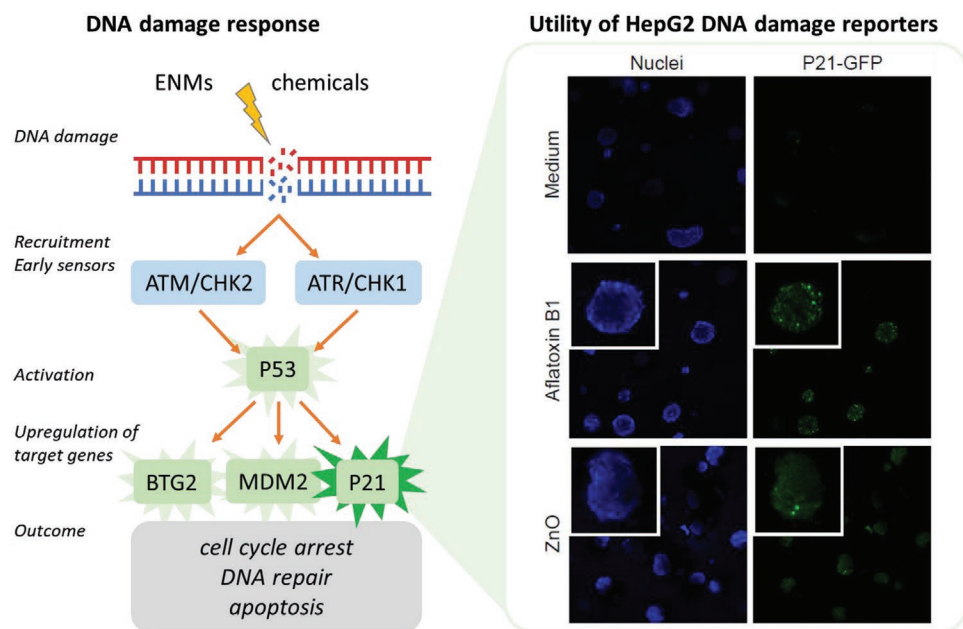 DNA damage response
ENMs
chemicals
DNA damage
Recruitment
Early sensors
ATM/CHK2
ATR/CHK1
P53
Activation
Upregulation of
target genes
BTG2
MDM2
P21
Outcome
cell cycle arrest
DNA repair
apoptosis
Utility of HepG2 DNA damage reporters
Nuclei
P21-GFP
Medium
Aflatoxin B1
ZnO